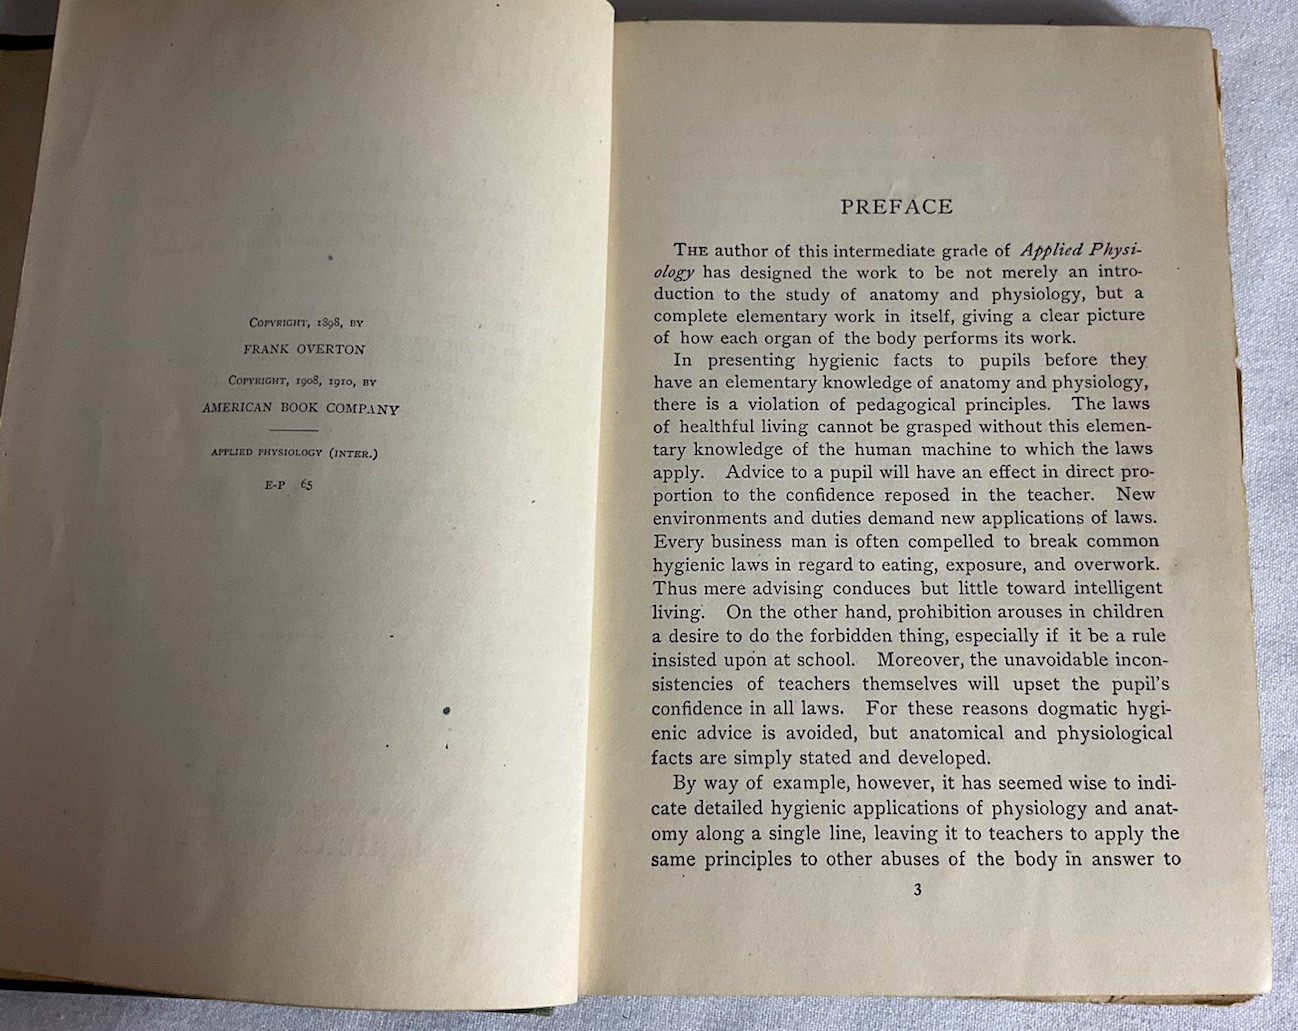 COPYRIGHT, 1898, BY
FRANK OVERTON
COPYRIGHT, 1908, 1910, BY
AMERICAN BOOK COMPANY
APPLIED PHYSIOLOGY (INTER.)
E-P 65
PREFACE
THE author of this intermediate grade of Applied Physi-
ology has designed the work to be not merely an intro-
duction to the study of anatomy and physiology, but a
complete elementary work in itself, giving a clear picture
of how each organ of the body performs its work.
In presenting hygienic facts to pupils before they
have an elementary knowledge of anatomy and physiology,
there is a violation of pedagogical principles. The laws
of healthful living cannot be grasped without this elemen-
tary knowledge of the human machine to which the laws
apply. Advice to a pupil will have an effect in direct pro-
portion to the confidence reposed in the teacher. New
environments and duties demand new applications of laws.
Every business man is often compelled to break common
hygienic laws in regard to eating, exposure, and overwork.
Thus mere advising conduces but little toward intelligent
living. On the other hand, prohibition arouses in children
a desire to do the forbidden thing, especially if it be a rule
insisted upon at school. Moreover, the unavoidable incon-
sistencies of teachers themselves will upset the pupil's
confidence in all laws. For these reasons dogmatic hygi-
enic advice is avoided, but anatomical and physiological
facts are simply stated and developed.
By way of example, however, it has seemed wise to indi-
cate detailed hygienic applications of physiology and anat-
omy along a single line, leaving it to teachers to apply the
same principles to other abuses of the body in answer to
3